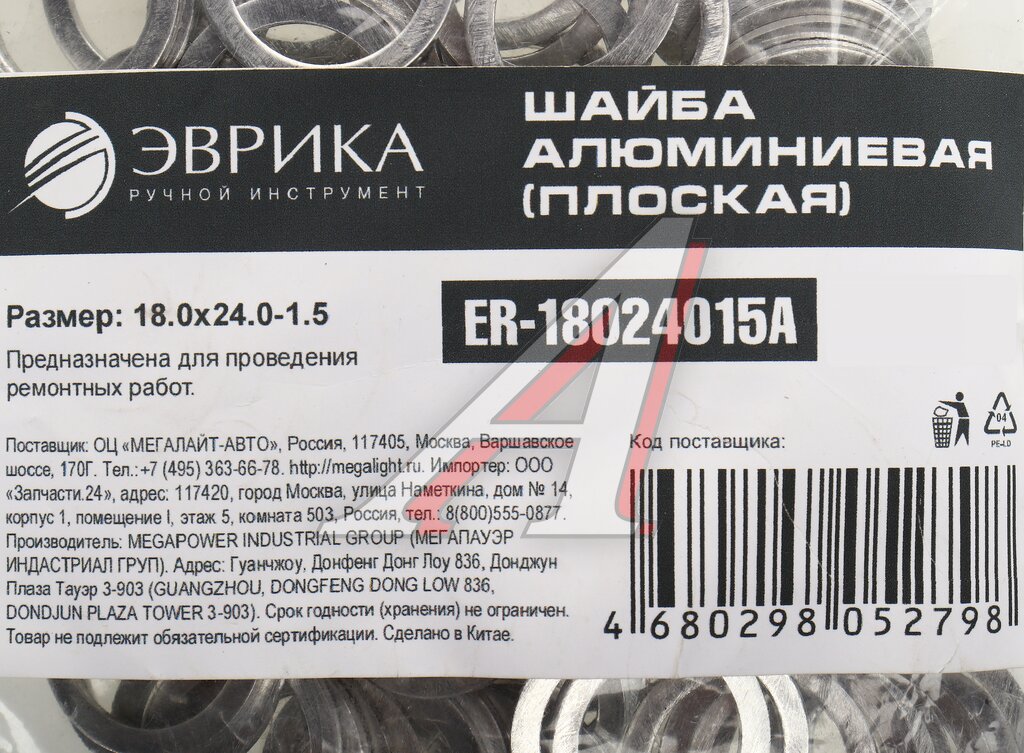 ЭВРИКА
РУЧНОЙ ИНСТРУМЕНТ
ШАЙБА
АЛЮМИНИЕВАЯ
(ПЛОСКАЯ)
Размер: 18.0х24.0-1.5
ER-18024015A
Предназначена для проведения
ремонтных работ.
Поставщик: ОЦ «МЕГАЛАЙТ-АВТО», Россия, 117405, Москва, Варшавское
шоссе, 170Г. Тел.:+7 (495) 363-66-78. http://megalight.ru. Импортер: ООО
«Запчасти.24», адрес: 117420, город Москва, улица Наметкина, дом № 14,
корпус 1, помещение I, этаж 5, комната 503, Россия, тел.: 8(800)555-0877.
Производитель: MEGAPOWER INDUSTRIAL GROUP (МЕГАПАУЭР
ИНДАСТРИАЛ ГРУП). Адрес: Гуанчжоу, Донфенг Донг Лоу 836, Донджун
Плаза Тауэр 3-903 (GUANGZHOU, DONGFENG DONG LOW 836,
DONDJUN PLAZA TOWER 3-903). Срок годности (хранения) не ограничен.
Товар не подлежит обязательной сертификации. Сделано в Китае.
Код поставщика:
04
PE-LD
4 680298 052798